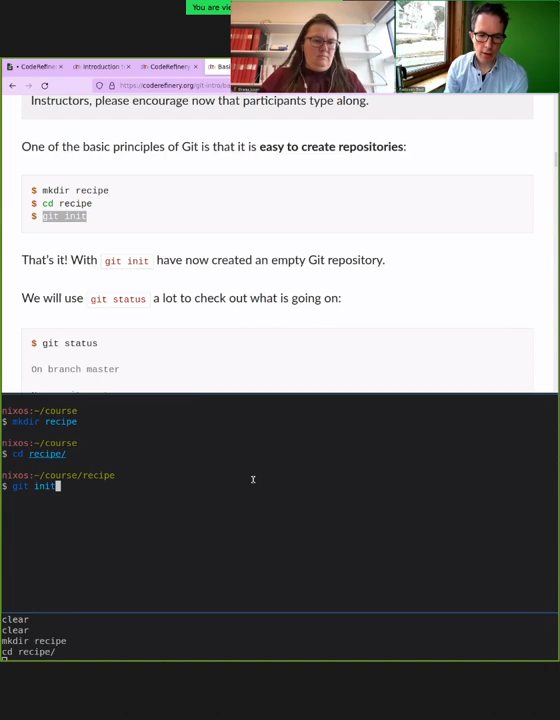 You are vie
CodeRefine
Introduction t
CodeRefinery
Basi
https://coderefinery.org/git-intro/ba
Instructors, please encourage now that participants type along.
One of the basic principles of Git is that it is easy to create repositories:
$ mkdir recipe
$ cd recipe
$ git init
That's it! With git init have now created an empty Git repository.
We will use git status a lot to check out what is going on:
$ git status
On branch master
nixos:~/course
$ mkdir recipe
nixos:~/course
$ cd recipe/
nixos:~/course/recipe
$ git init
clear
clear
mkdir recipe
cd recipe/